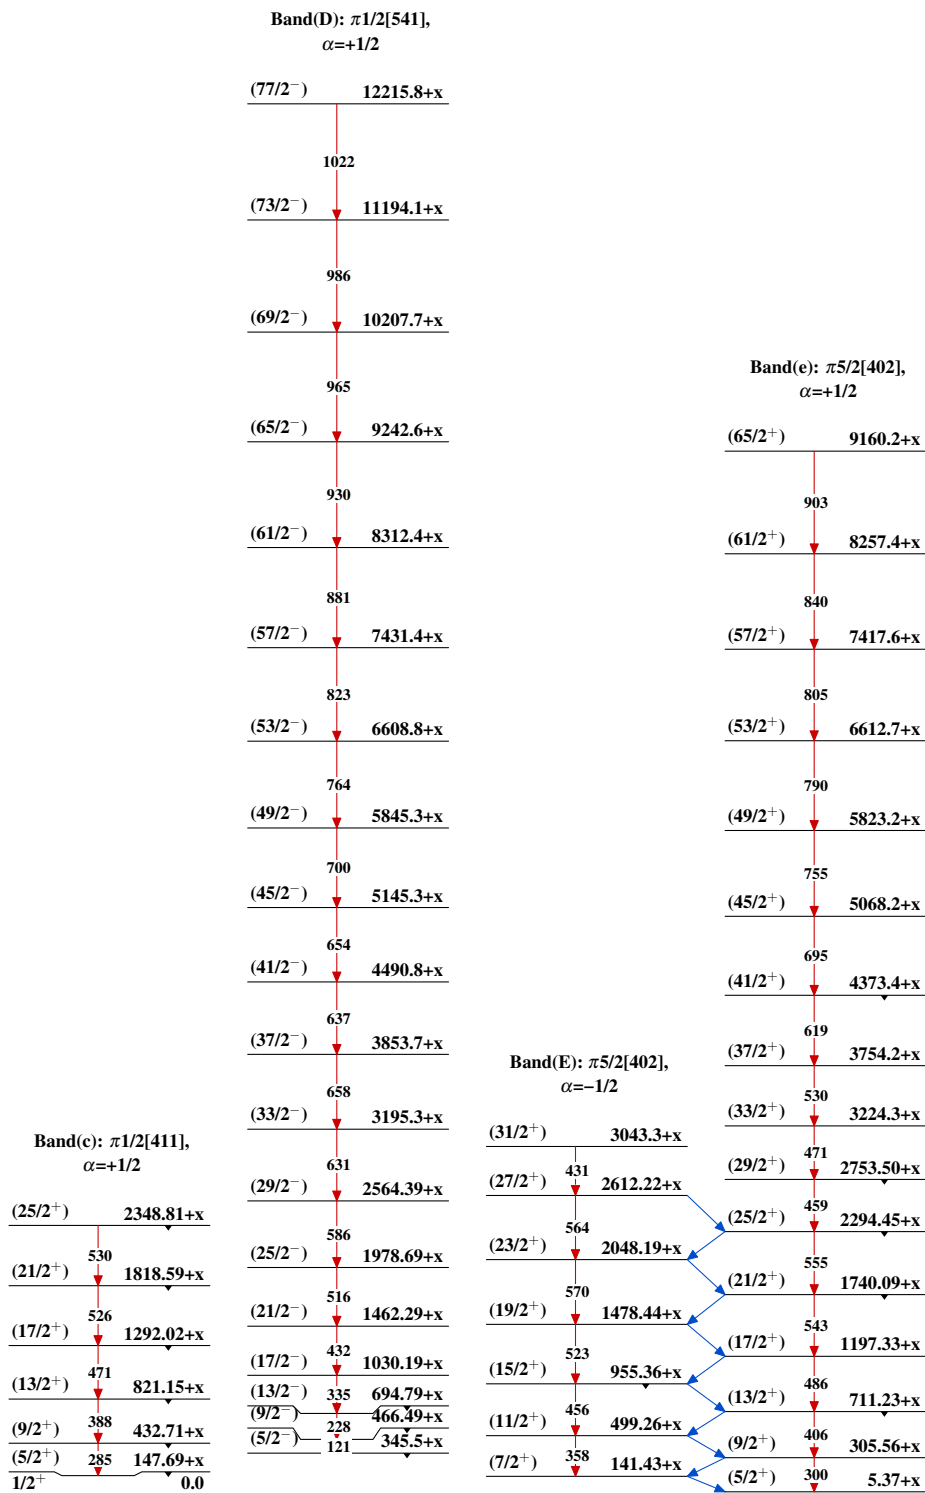 Band(D): π1/2[541],
α=+1/2
(77/2⁻) 12215.8+x
1022
(73/2⁻) 11194.1+x
986
(69/2⁻) 10207.7+x
965
(65/2⁻) 9242.6+x
930
(61/2⁻) 8312.4+x
881
(57/2⁻) 7431.4+x
823
(53/2⁻) 6608.8+x
764
(49/2⁻) 5845.3+x
700
(45/2⁻) 5145.3+x
654
(41/2⁻) 4490.8+x
637
(37/2⁻) 3853.7+x
658
(33/2⁻) 3195.3+x
631
(29/2⁻) 2564.39+x
586
(25/2⁻) 1978.69+x
516
(21/2⁻) 1462.29+x
432
(17/2⁻) 1030.19+x
335
(13/2⁻) 694.79+x
228
(9/2⁻) 466.49+x
121
(5/2⁻) 345.5+x
Band(c): π1/2[411],
α=+1/2
(25/2⁺) 2348.81+x
530
(21/2⁺) 1818.59+x
526
(17/2⁺) 1292.02+x
471
(13/2⁺) 821.15+x
388
(9/2⁺) 432.71+x
285
(5/2⁺) 147.69+x
1/2⁺ 0.0
Band(E): π5/2[402],
α=−1/2
(31/2⁺) 3043.3+x
431
(27/2⁺) 2612.22+x
564
(23/2⁺) 2048.19+x
570
(19/2⁺) 1478.44+x
523
(15/2⁺) 955.36+x
456
(11/2⁺) 499.26+x
358
(7/2⁺) 141.43+x
Band(e): π5/2[402],
α=+1/2
(65/2⁺) 9160.2+x
903
(61/2⁺) 8257.4+x
840
(57/2⁺) 7417.6+x
805
(53/2⁺) 6612.7+x
790
(49/2⁺) 5823.2+x
755
(45/2⁺) 5068.2+x
695
(41/2⁺) 4373.4+x
619
(37/2⁺) 3754.2+x
530
(33/2⁺) 3224.3+x
471
(29/2⁺) 2753.50+x
459
(25/2⁺) 2294.45+x
555
(21/2⁺) 1740.09+x
543
(17/2⁺) 1197.33+x
486
(13/2⁺) 711.23+x
406
(9/2⁺) 305.56+x
300
(5/2⁺) 5.37+x